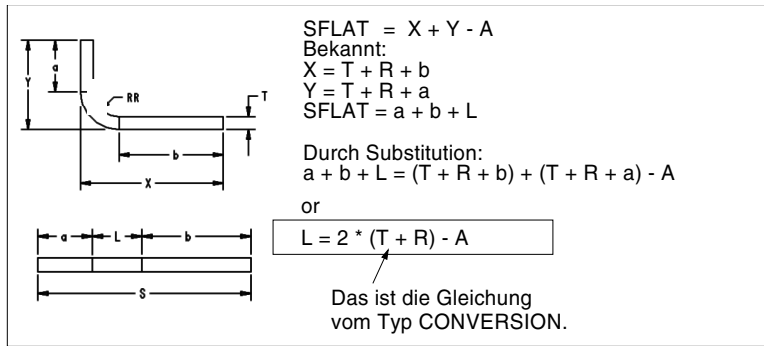 SFLAT = X + Y - A
Bekannt:
X = T + R + b
Y = T + R + a
SFLAT = a + b + L
Durch Substitution:
a + b + L = (T + R + b) + (T + R + a) - A
or
L = 2 * (T + R) - A
Das ist die Gleichung
vom Typ CONVERSION.
Y
a
RR
T
b
X
a
L
b
S